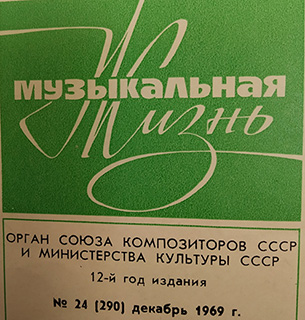 МУЗЫКАЛЬНАЯ
Жизнь
ОРГАН СОЮЗА КОМПОЗИТОРОВ СССР
И МИНИСТЕРСТВА КУЛЬТУРЫ СССР
12-й год издания
№ 24 (290) декабрь 1969 г.